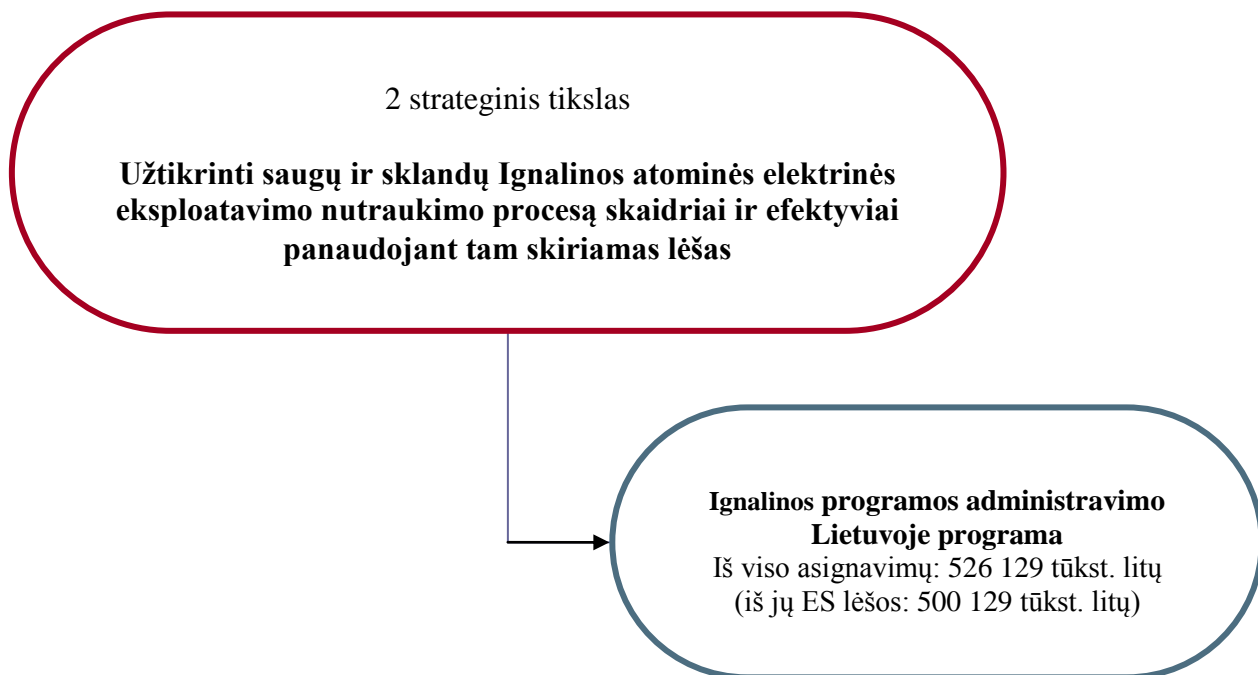 2 strateginis tikslas
Užtikrinti saugų ir sklandų Ignalinos atominės elektrinės
eksploatavimo nutraukimo procesą skaidriai ir efektyviai
panaudojant tam skiriamas lėšas
Ignalinos programos administravimo
Lietuvoje programa
Iš viso asignavimų: 526 129 tūkst. litų
(iš jų ES lėšos: 500 129 tūkst. litų)